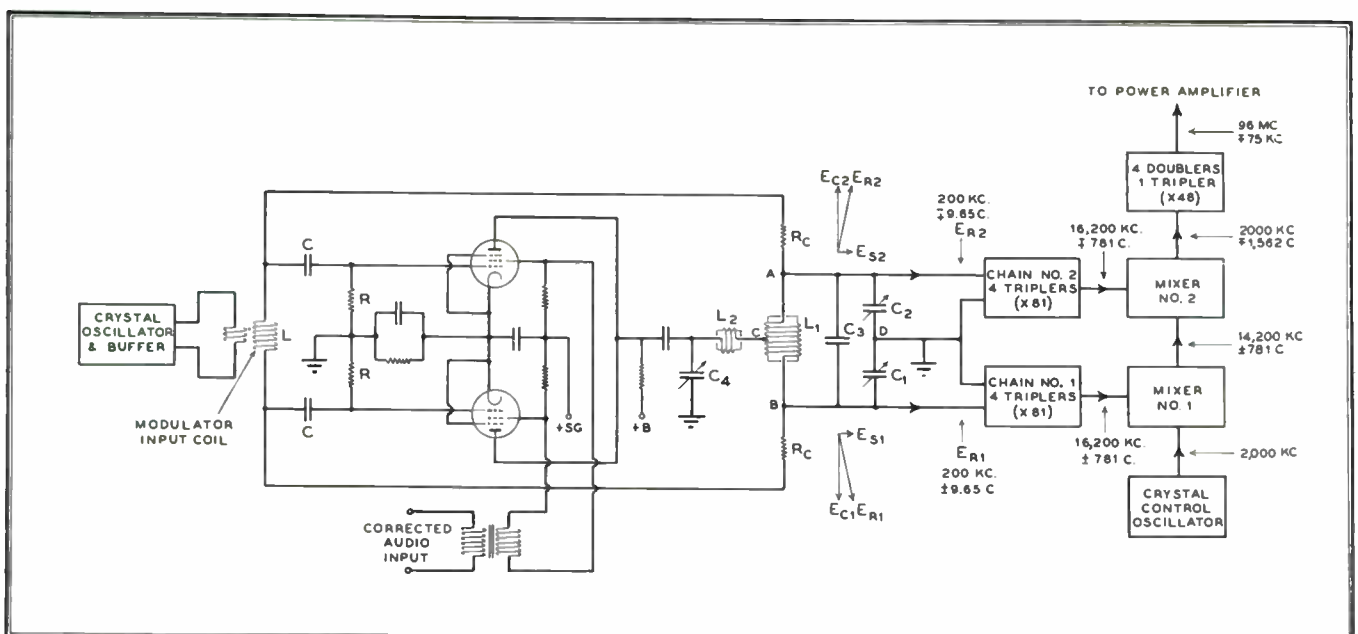 TO POWER AMPLIFIER
96 MC
∓75 KC
4 DOUBLERS
1 TRIPLER
(X48)
2000 KC
∓1,562 C
MIXER
NO. 2
14,200 KC
±781 C
MIXER
NO. 1
2,000 KC
CRYSTAL
CONTROL
OSCILLATOR
CRYSTAL
OSCILLATOR
& BUFFER
L
MODULATOR
INPUT COIL
C
R
R
C
+SG
+B
C4
L2
C
L1
RC
A
B
RC
C3
C2
D
C1
EC2 ER2
ES2
ES1
EC1 ER1
200 KC.
∓9.65 C.
ER2
CHAIN NO. 2
4 TRIPLERS
(X81)
16,200 KC.
∓ 781 C.
CHAIN NO. 1
4 TRIPLERS
(X81)
16,200 KC.
± 781 C.
ER1
200 KC.
±9.65 C
CORRECTED
AUDIO
INPUT